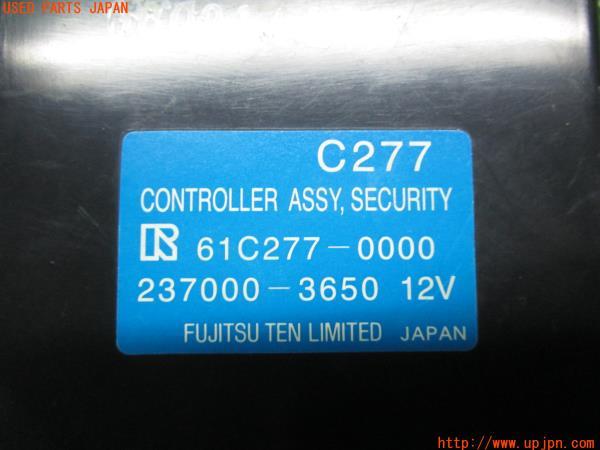 USED PARTS JAPAN
C277
CONTROLLER ASSY, SECURITY
R 61C277-0000
237000-3650 12V
FUJITSU TEN LIMITED JAPAN
http://www.upjpn.com